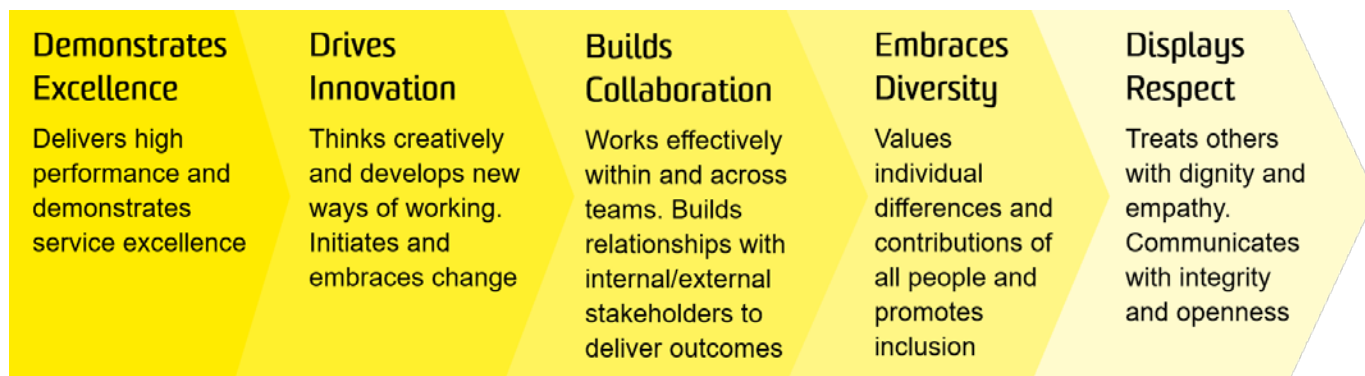 Demonstrates
Excellence
Delivers high
performance and
demonstrates
service excellence
Drives
Innovation
Thinks creatively
and develops new
ways of working.
Initiates and
embraces change
Builds
Collaboration
Works effectively
within and across
teams. Builds
relationships with
internal/external
stakeholders to
deliver outcomes
Embraces
Diversity
Values
individual
differences and
contributions of
all people and
promotes
inclusion
Displays
Respect
Treats others
with dignity and
empathy.
Communicates
with integrity
and openness